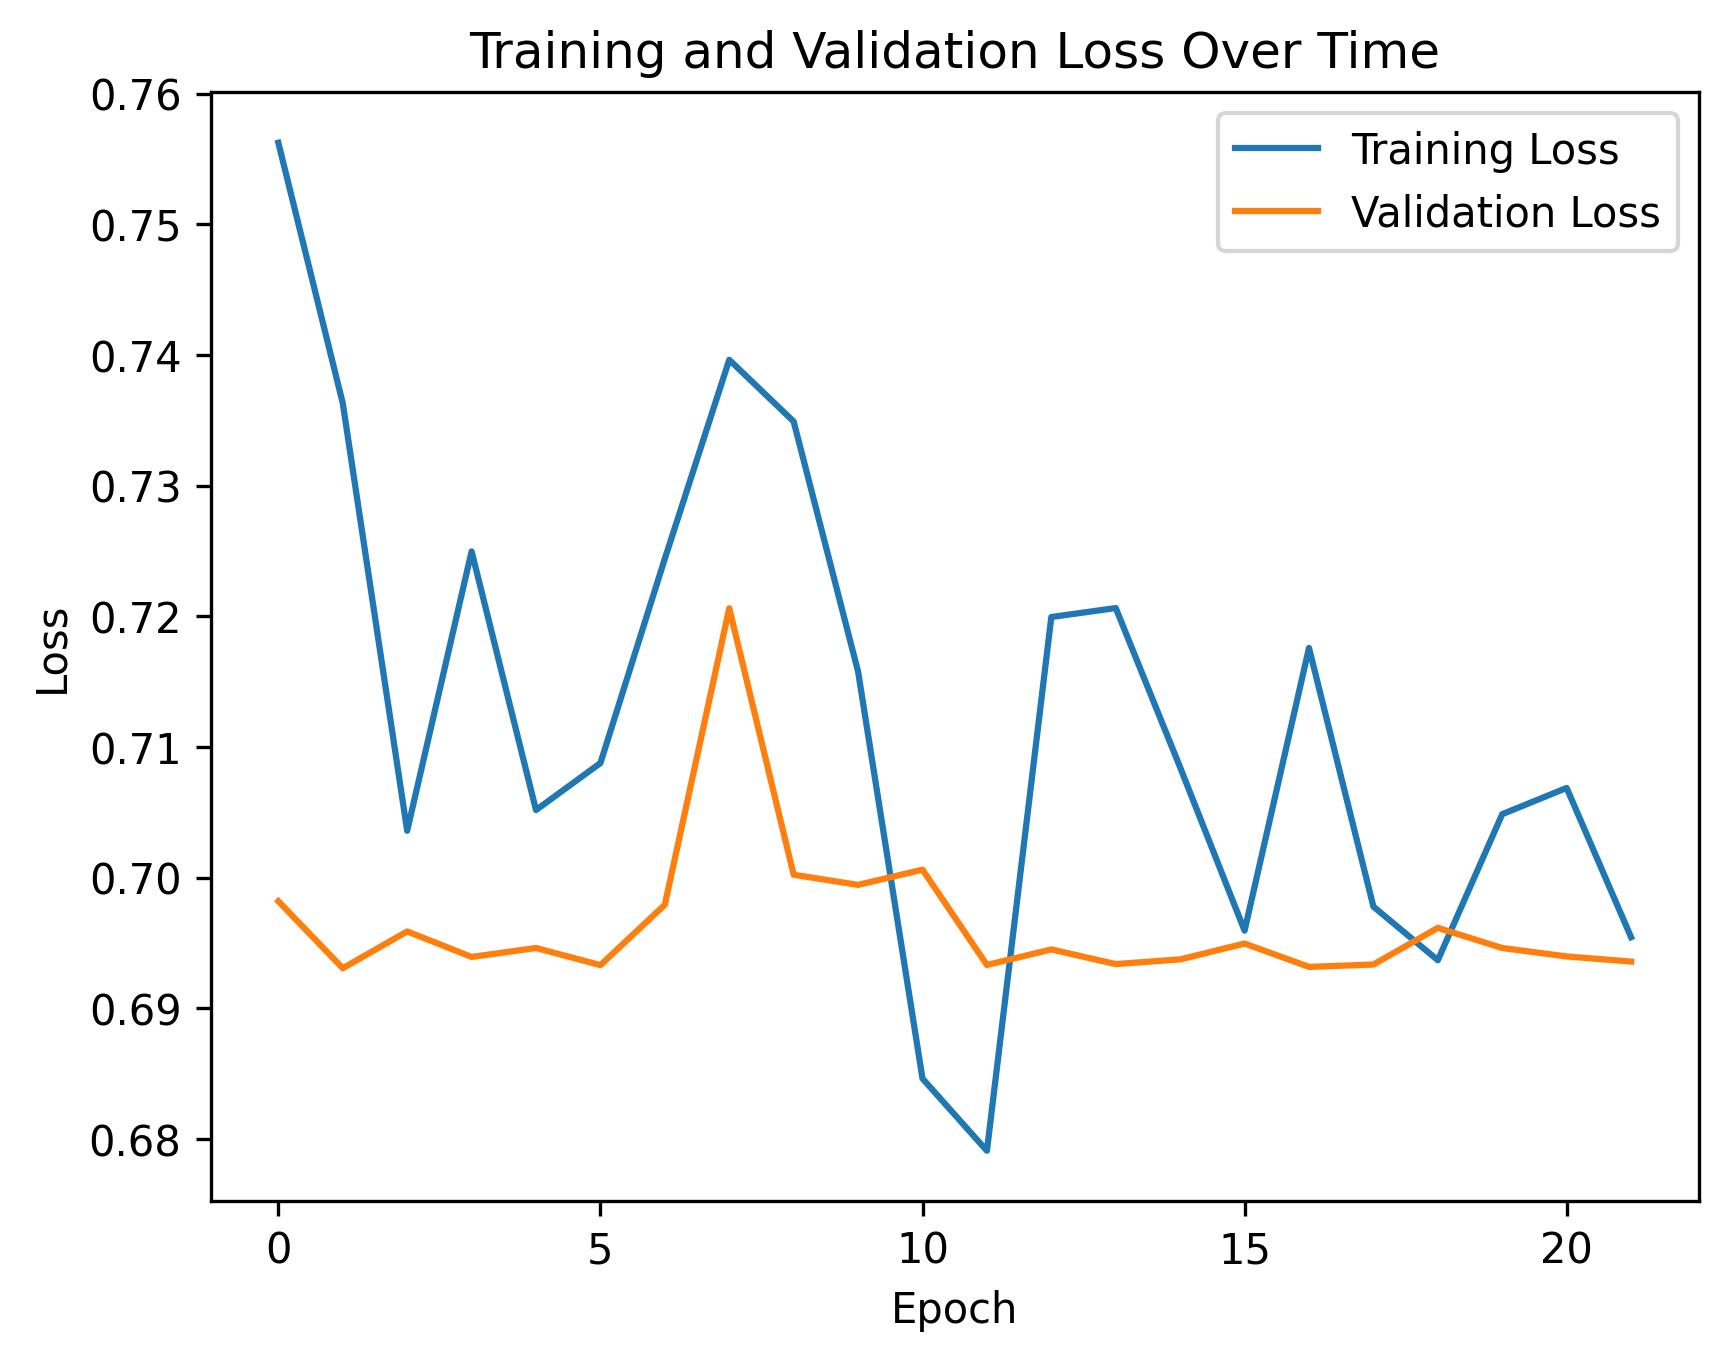 Training and Validation Loss Over Time
0.76
0.75
0.74
0.73
0.72
0.71
0.70
0.69
0.68
Loss
Training Loss
Validation Loss
0 5 10 15 20
Epoch